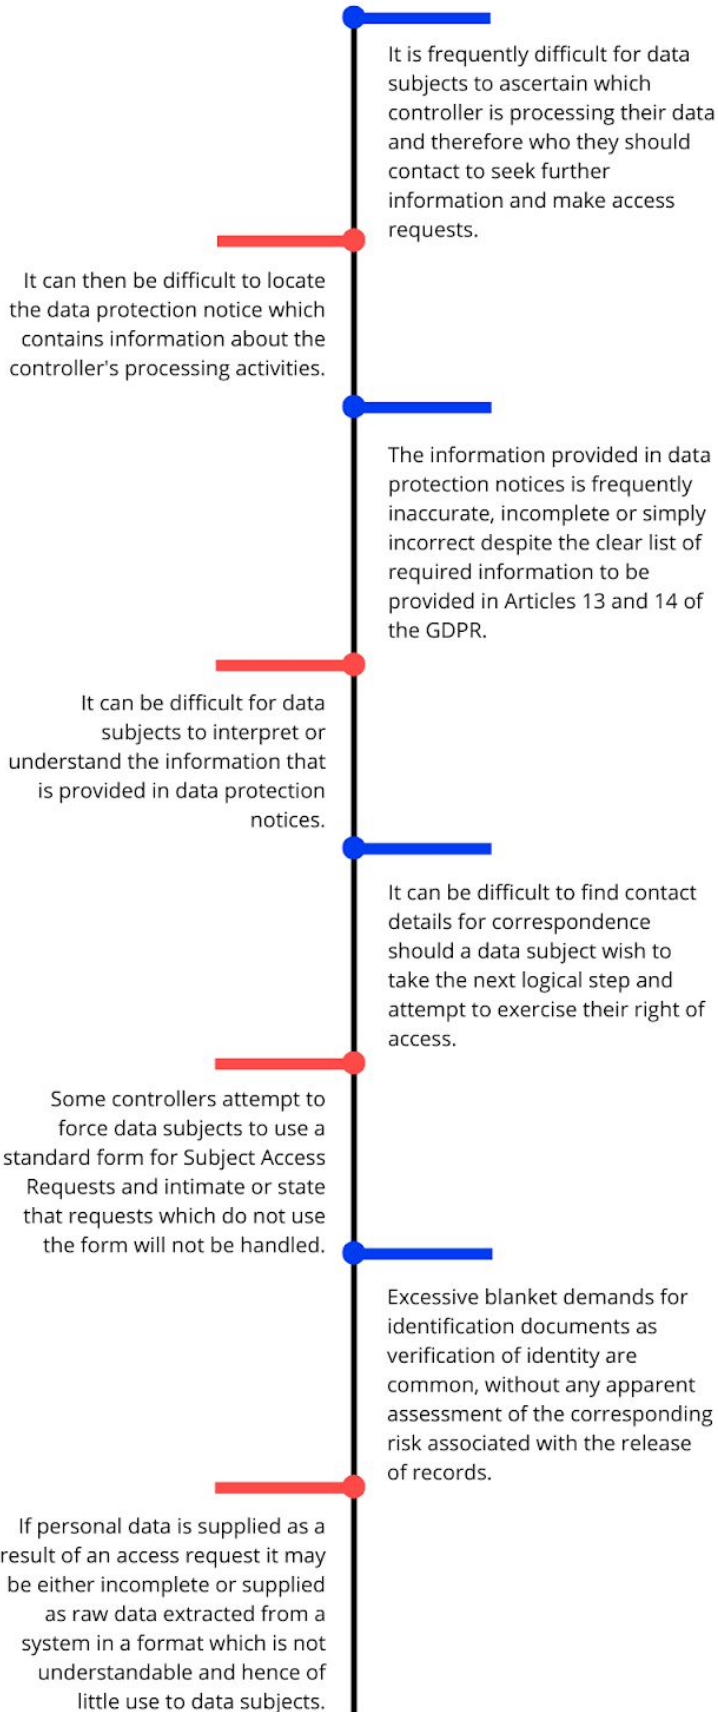 It is frequently difficult for data
subjects to ascertain which
controller is processing their data
and therefore who they should
contact to seek further
information and make access
requests.
It can then be difficult to locate
the data protection notice which
contains information about the
controller's processing activities.
The information provided in data
protection notices is frequently
inaccurate, incomplete or simply
incorrect despite the clear list of
required information to be
provided in Articles 13 and 14 of
the GDPR.
It can be difficult for data
subjects to interpret or
understand the information that
is provided in data protection
notices.
It can be difficult to find contact
details for correspondence
should a data subject wish to
take the next logical step and
attempt to exercise their right of
access.
Some controllers attempt to
force data subjects to use a
standard form for Subject Access
Requests and intimate or state
that requests which do not use
the form will not be handled.
Excessive blanket demands for
identification documents as
verification of identity are
common, without any apparent
assessment of the corresponding
risk associated with the release
of records.
If personal data is supplied as a
result of an access request it may
be either incomplete or supplied
as raw data extracted from a
system in a format which is not
understandable and hence of
little use to data subjects.